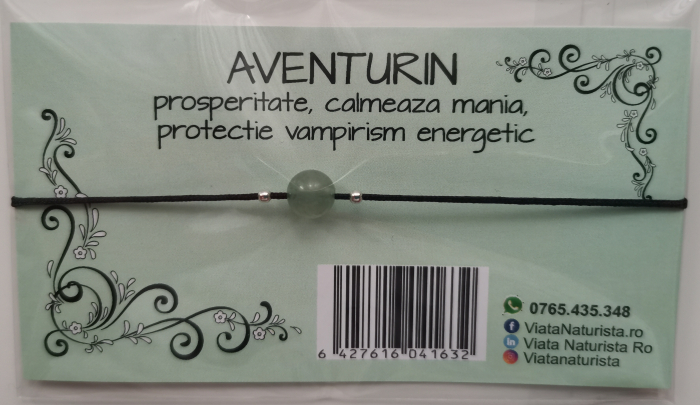 AVENTURIN
prosperitate, calmeaza mania,
protectie vampirism energetic
6 427616 041632
0765.435.348
ViataNaturista.ro
Viata Naturista Ro
Viatanaturista